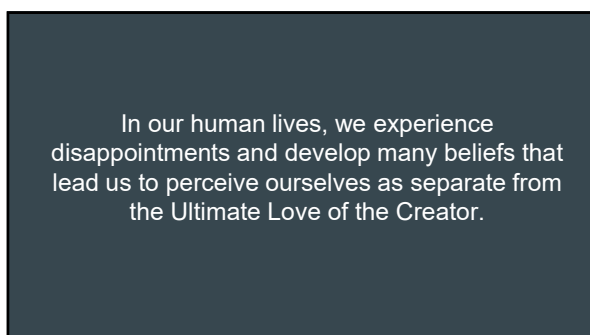 In our human lives, we experience
disappointments and develop many beliefs that
lead us to perceive ourselves as separate from
the Ultimate Love of the Creator.